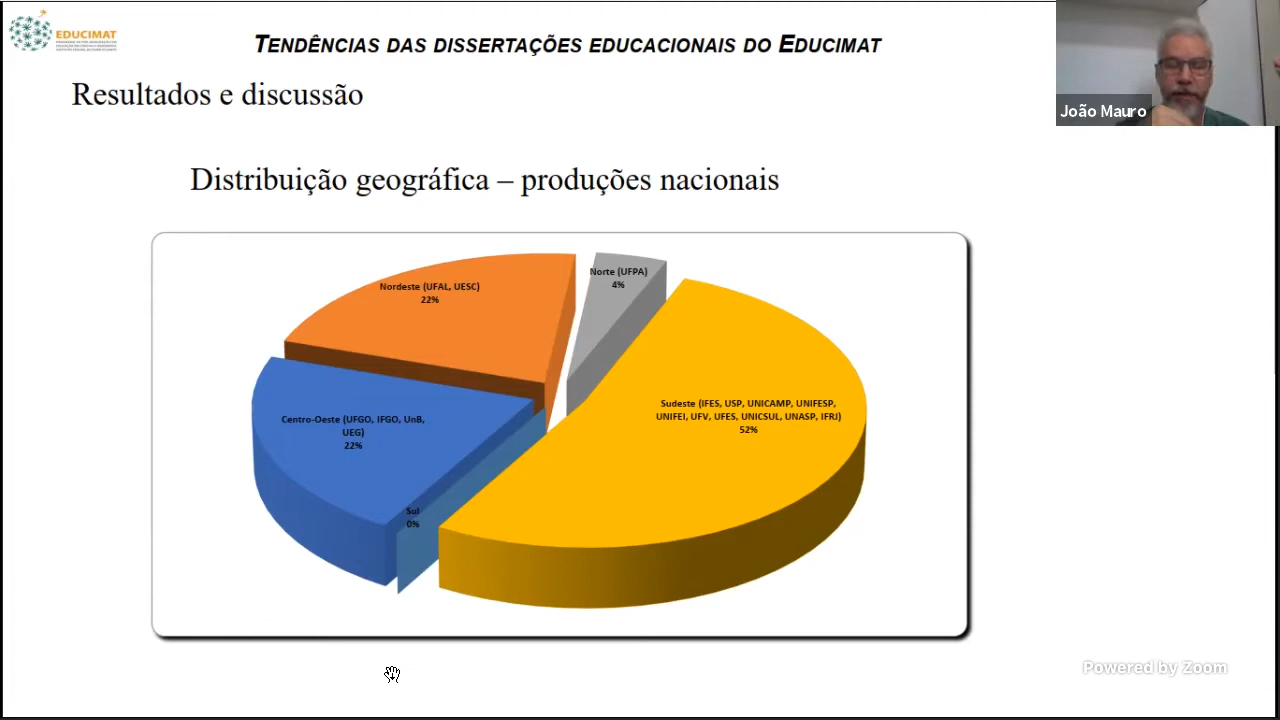 EDUCIMAT
TENDÊNCIAS DAS DISSERTAÇÕES EDUCACIONAIS DO EDUCIMAT
João Mauro
Resultados e discussão
Distribuição geográfica – produções nacionais
Nordeste (UFAL, UESC)
22%
Norte (UFPA)
4%
Sudeste (IFES, USP, UNICAMP, UNIFESP,
UNIFEI, UFV, UFES, UNICSUL, UNASP, IFRJ)
52%
Centro-Oeste (UFGO, IFGO, UnB,
UEG)
22%
Sul
0%
Powered by Zoom